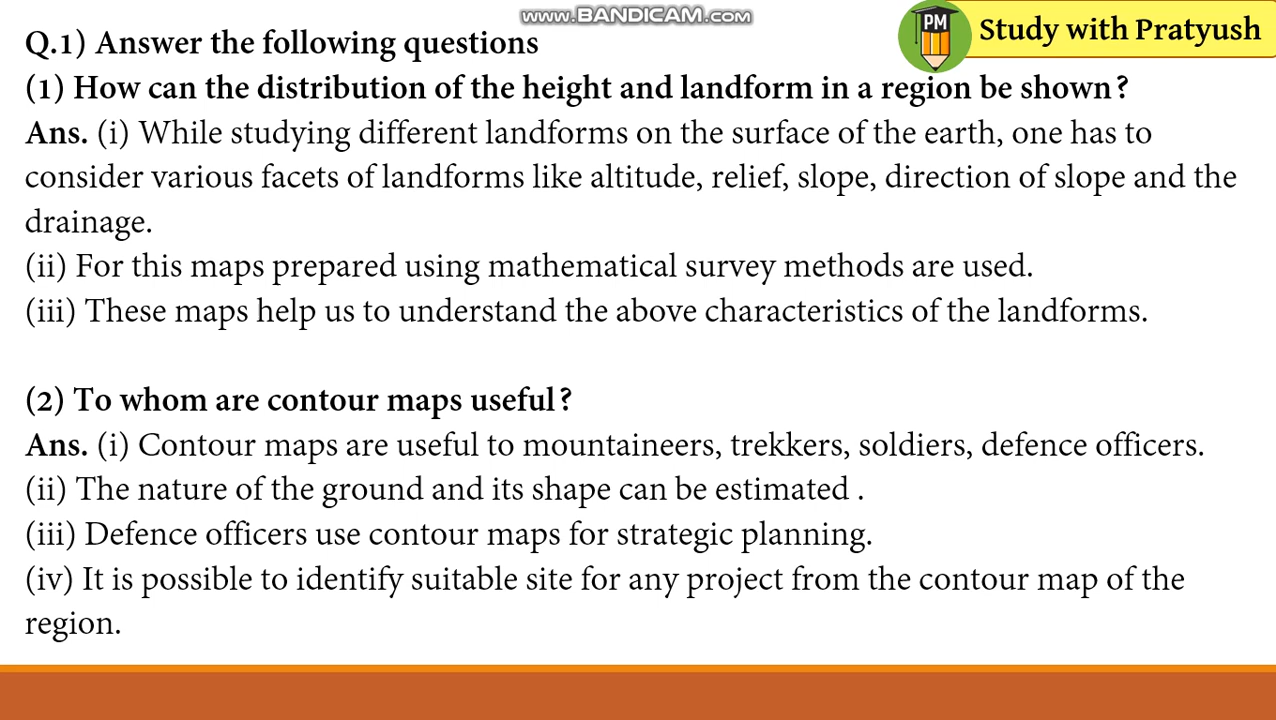 www.BANDICAM.com
PM
Study with Pratyush
Q.1) Answer the following questions
(1) How can the distribution of the height and landform in a region be shown?
Ans. (i) While studying different landforms on the surface of the earth, one has to
consider various facets of landforms like altitude, relief, slope, direction of slope and the
drainage.
(ii) For this maps prepared using mathematical survey methods are used.
(iii) These maps help us to understand the above characteristics of the landforms.
(2) To whom are contour maps useful?
Ans. (i) Contour maps are useful to mountaineers, trekkers, soldiers, defence officers.
(ii) The nature of the ground and its shape can be estimated .
(iii) Defence officers use contour maps for strategic planning.
(iv) It is possible to identify suitable site for any project from the contour map of the
region.